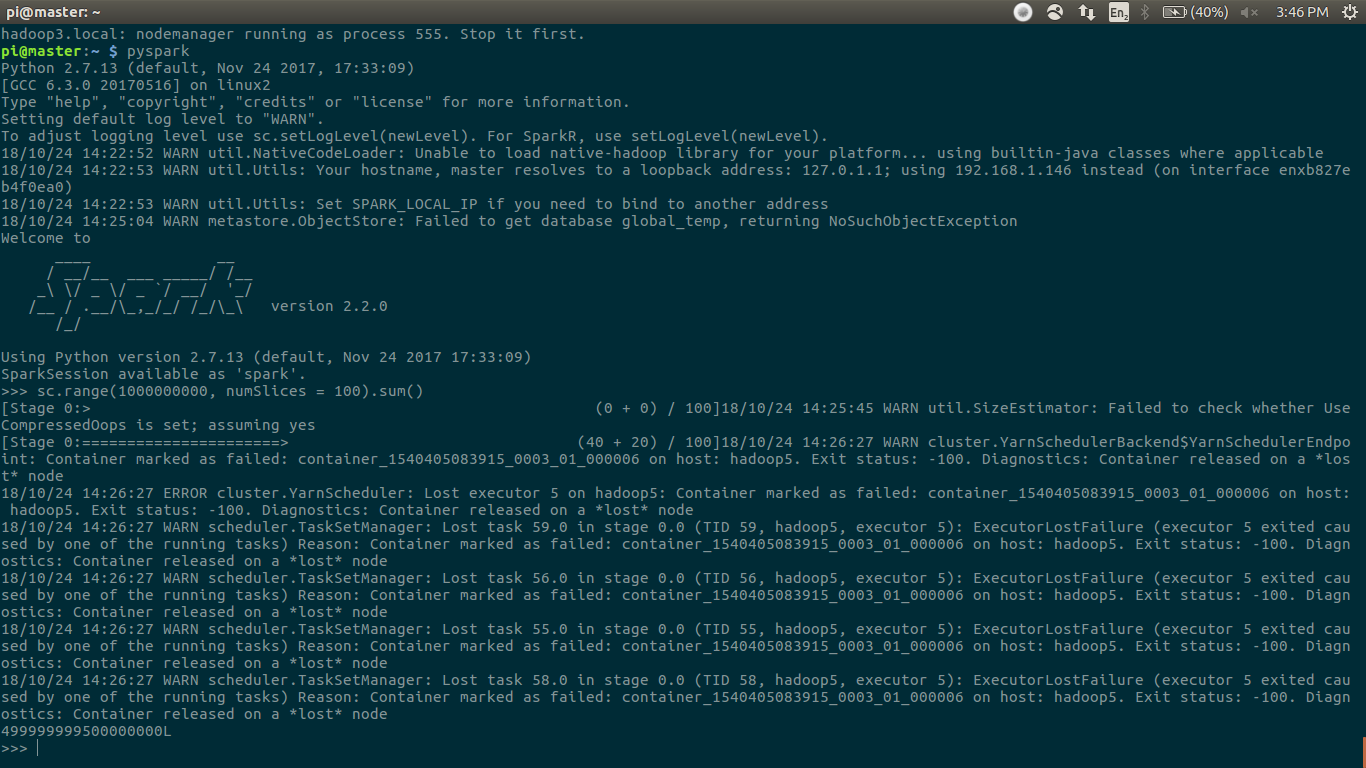 pi@master: ~
En2
(40%)
3:46 PM
hadoop3.local: nodemanager running as process 555. Stop it first.
pi@master:~ $ pyspark
Python 2.7.13 (default, Nov 24 2017, 17:33:09)
[GCC 6.3.0 20170516] on linux2
Type "help", "copyright", "credits" or "license" for more information.
Setting default log level to "WARN".
To adjust logging level use sc.setLogLevel(newLevel). For SparkR, use setLogLevel(newLevel).
18/10/24 14:22:52 WARN util.NativeCodeLoader: Unable to load native-hadoop library for your platform... using builtin-java classes where applicable
18/10/24 14:22:53 WARN util.Utils: Your hostname, master resolves to a loopback address: 127.0.1.1; using 192.168.1.146 instead (on interface enxb827e
b4f0ea0)
18/10/24 14:22:53 WARN util.Utils: Set SPARK_LOCAL_IP if you need to bind to another address
18/10/24 14:25:04 WARN metastore.ObjectStore: Failed to get database global_temp, returning NoSuchObjectException
Welcome to
      ____              __
     / __/__  ___ _____/ /__
    _\ \/ _ \/ _ `/ __/  '_/
   /__ / .__/\_,_/_/ /_/\_\   version 2.2.0
      /_/
Using Python version 2.7.13 (default, Nov 24 2017 17:33:09)
SparkSession available as 'spark'.
>>> sc.range(1000000000, numSlices = 100).sum()
[Stage 0:>                                                        (0 + 0) / 100]18/10/24 14:25:45 WARN util.SizeEstimator: Failed to check whether Use
CompressedOops is set; assuming yes
[Stage 0:======================>                                (40 + 20) / 100]18/10/24 14:26:27 WARN cluster.YarnSchedulerBackend$YarnSchedulerEndpo
int: Container marked as failed: container_1540405083915_0003_01_000006 on host: hadoop5. Exit status: -100. Diagnostics: Container released on a *los
t* node
18/10/24 14:26:27 ERROR cluster.YarnScheduler: Lost executor 5 on hadoop5: Container marked as failed: container_1540405083915_0003_01_000006 on host:
 hadoop5. Exit status: -100. Diagnostics: Container released on a *lost* node
18/10/24 14:26:27 WARN scheduler.TaskSetManager: Lost task 59.0 in stage 0.0 (TID 59, hadoop5, executor 5): ExecutorLostFailure (executor 5 exited cau
sed by one of the running tasks) Reason: Container marked as failed: container_1540405083915_0003_01_000006 on host: hadoop5. Exit status: -100. Diagn
ostics: Container released on a *lost* node
18/10/24 14:26:27 WARN scheduler.TaskSetManager: Lost task 56.0 in stage 0.0 (TID 56, hadoop5, executor 5): ExecutorLostFailure (executor 5 exited cau
sed by one of the running tasks) Reason: Container marked as failed: container_1540405083915_0003_01_000006 on host: hadoop5. Exit status: -100. Diagn
ostics: Container released on a *lost* node
18/10/24 14:26:27 WARN scheduler.TaskSetManager: Lost task 55.0 in stage 0.0 (TID 55, hadoop5, executor 5): ExecutorLostFailure (executor 5 exited cau
sed by one of the running tasks) Reason: Container marked as failed: container_1540405083915_0003_01_000006 on host: hadoop5. Exit status: -100. Diagn
ostics: Container released on a *lost* node
18/10/24 14:26:27 WARN scheduler.TaskSetManager: Lost task 58.0 in stage 0.0 (TID 58, hadoop5, executor 5): ExecutorLostFailure (executor 5 exited cau
sed by one of the running tasks) Reason: Container marked as failed: container_1540405083915_0003_01_000006 on host: hadoop5. Exit status: -100. Diagn
ostics: Container released on a *lost* node
499999999500000000L
>>>